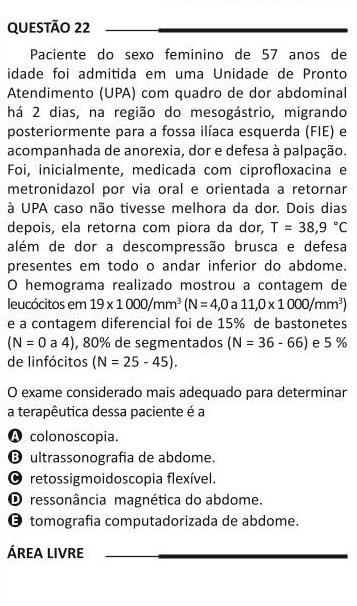 QUESTÃO 22
Paciente do sexo feminino de 57 anos de
idade foi admitida em uma Unidade de Pronto
Atendimento (UPA) com quadro de dor abdominal
há 2 dias, na região do mesogástrio, migrando
posteriormente para a fossa ilíaca esquerda (FIE) e
acompanhada de anorexia, dor e defesa à palpação.
Foi, inicialmente, medicada com ciprofloxacina e
metronidazol por via oral e orientada a retornar
à UPA caso não tivesse melhora da dor. Dois dias
depois, ela retorna com piora da dor, T = 38,9 °C
além de dor a descompressão brusca e defesa
presentes em todo o andar inferior do abdome.
O hemograma realizado mostrou a contagem de
leucócitos em 19 x 1 000/mm³ (N = 4,0 a 11,0 x 1 000/mm³)
e a contagem diferencial foi de 15% de bastonetes
(N = 0 a 4), 80% de segmentados (N = 36 - 66) e 5 %
de linfócitos (N = 25 - 45).
O exame considerado mais adequado para determinar
a terapêutica dessa paciente é a
A colonoscopia.
B ultrassonografia de abdome.
C retossigmoidoscopia flexível.
D ressonância magnética do abdome.
E tomografia computadorizada de abdome.
ÁREA LIVRE